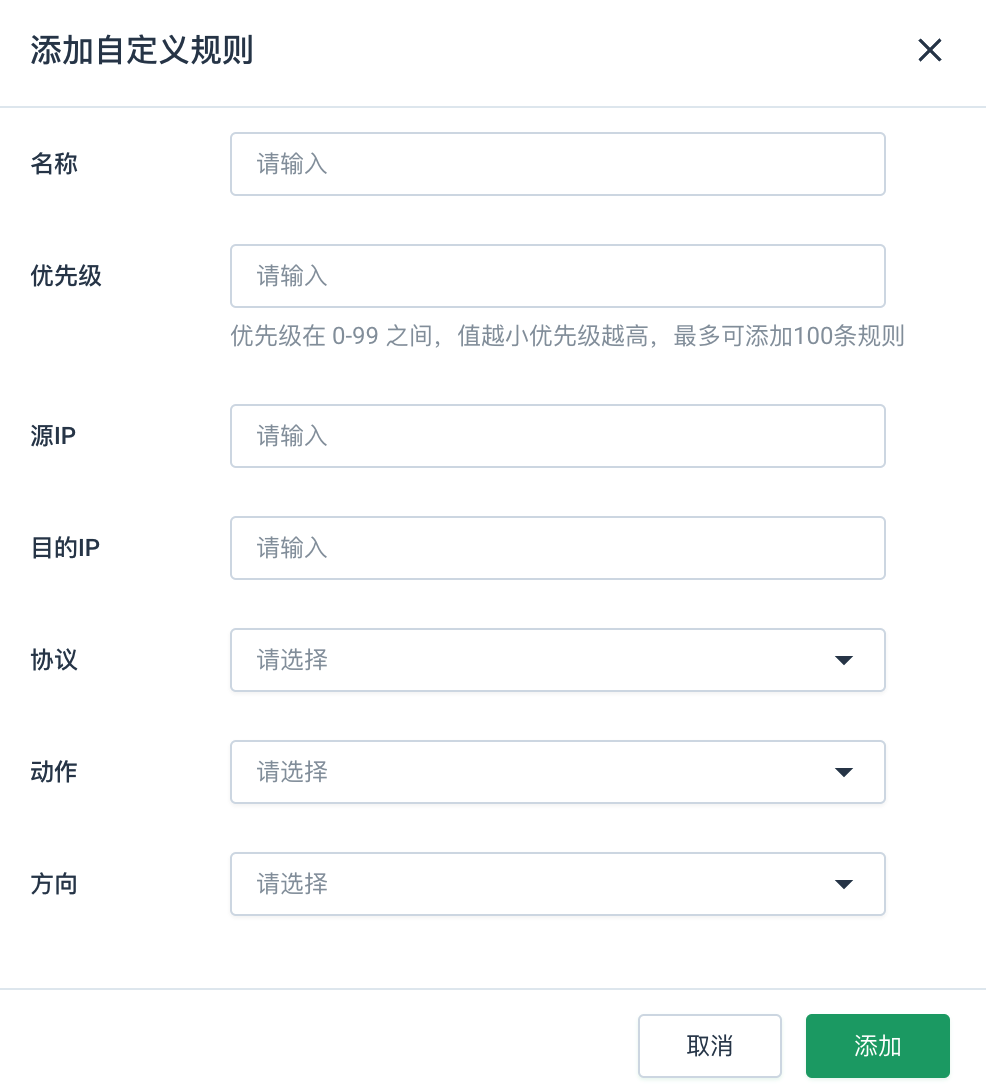 添加自定义规则
名称
请输入
优先级
请输入
优先级在 0-99 之间，值越小优先级越高，最多可添加100条规则
源IP
请输入
目的IP
请输入
协议
请选择
动作
请选择
方向
请选择
取消
添加